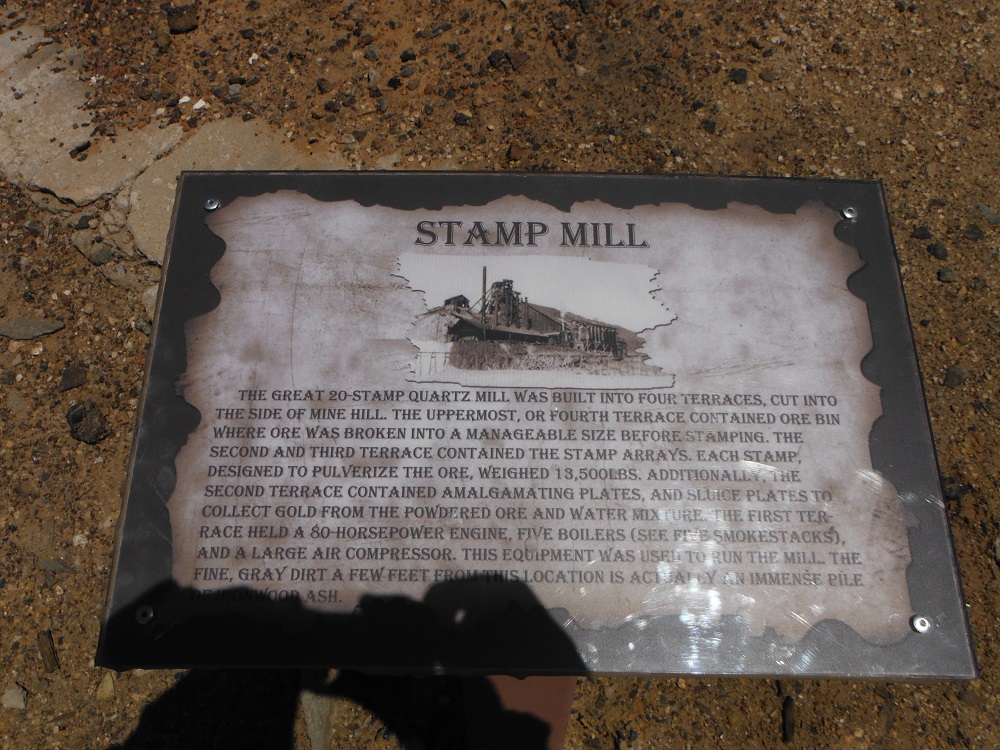 STAMP MILL
THE GREAT 20-STAMP QUARTZ MILL WAS BUILT INTO FOUR TERRACES, CUT INTO
THE SIDE OF MINE HILL. THE UPPERMOST, OR FOURTH TERRACE CONTAINED ORE BIN
WHERE ORE WAS BROKEN INTO A MANAGEABLE SIZE BEFORE STAMPING. THE
SECOND AND THIRD TERRACE CONTAINED THE STAMP ARRAYS. EACH STAMP,
DESIGNED TO PULVERIZE THE ORE, WEIGHED 13,500LBS. ADDITIONALLY, THE
SECOND TERRACE CONTAINED AMALGAMATING PLATES, AND SLUICE PLATES TO
COLLECT GOLD FROM THE POWDERED ORE AND WATER MIXTURE. THE FIRST TER-
RACE HELD A 80-HORSEPOWER ENGINE, FIVE BOILERS (SEE FIVE SMOKESTACKS),
AND A LARGE AIR COMPRESSOR. THIS EQUIPMENT WAS USED TO RUN THE MILL. THE
FINE, GRAY DIRT A FEW FEET FROM THIS LOCATION IS ACTUALLY AN IMMENSE PILE
OF IRONWOOD ASH.